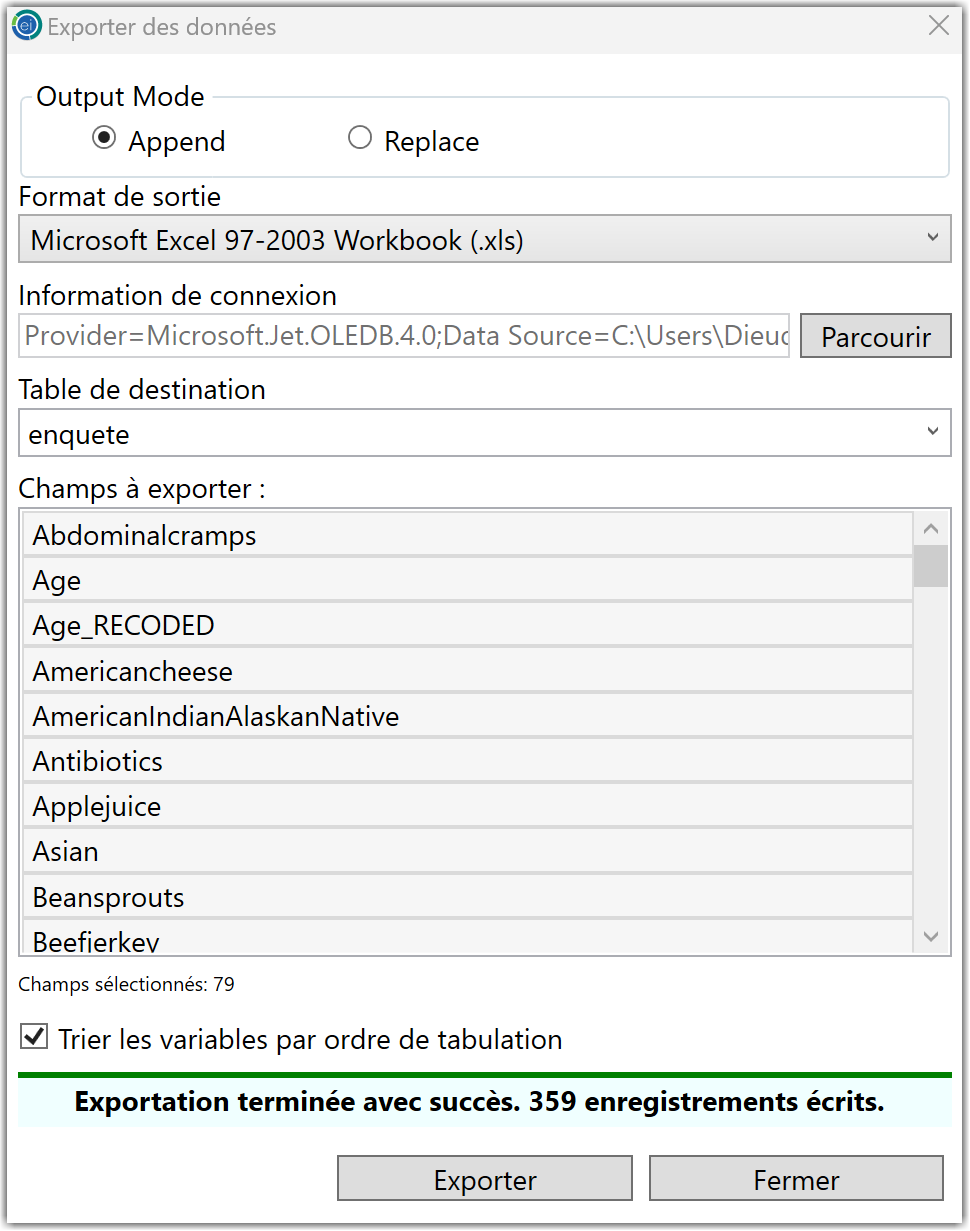 ei Exporter des données
Output Mode
Append Replace
Format de sortie
Microsoft Excel 97-2003 Workbook (.xls)
Information de connexion
Provider=Microsoft.Jet.OLEDB.4.0;Data Source=C:\Users\Dieud Parcourir
Table de destination
enquete
Champs à exporter :
Abdominalcramps
Age
Age_RECODED
Americancheese
AmericanIndianAlaskanNative
Antibiotics
Applejuice
Asian
Beansprouts
Beefjerkey
Champs sélectionnés: 79
Trier les variables par ordre de tabulation
Exportation terminée avec succès. 359 enregistrements écrits.
Exporter Fermer